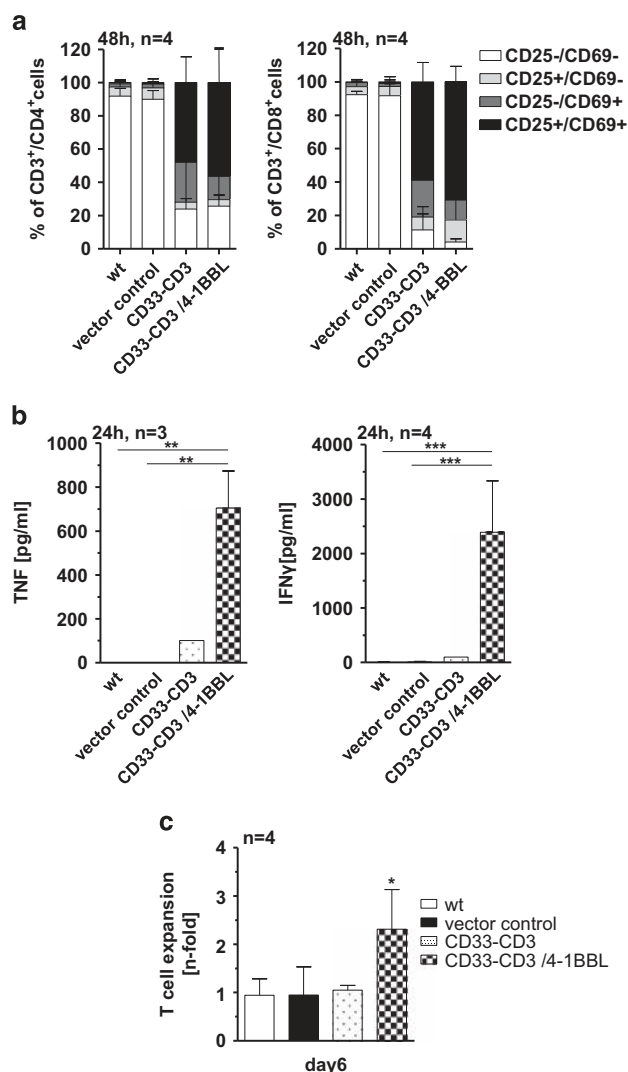 a
48h, n=4
120
100
80
60
40
20
0
% of CD3+/CD4+cells
wt
vector control
CD33-CD3
CD33-CD3 /4-1BBL
48h, n=4
120
100
80
60
40
20
0
% of CD3+/CD8+cells
wt
vector control
CD33-CD3
CD33-CD3 /4-BBL
CD25-/CD69-
CD25+/CD69-
CD25-/CD69+
CD25+/CD69+
b
24h, n=3
**
**
1000
800
600
400
200
0
TNF [pg/ml]
wt
vector control
CD33-CD3
CD33-CD3 /4-1BBL
24h, n=4
***
***
4000
3000
2000
1000
0
IFNγ[pg/ml]
wt
vector control
CD33-CD3
CD33-CD3 /4-1BBL
c
n=4
4
3
2
1
0
T cell expansion
[n-fold]
*
day6
wt
vector control
CD33-CD3
CD33-CD3 /4-1BBL